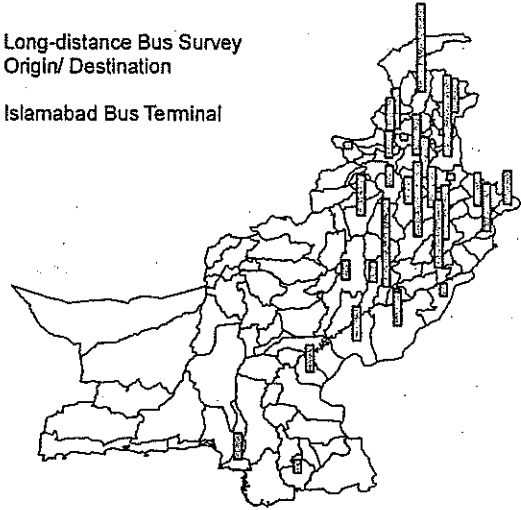 Long-distance Bus Survey
Origin/ Destination
Islamabad Bus Terminal